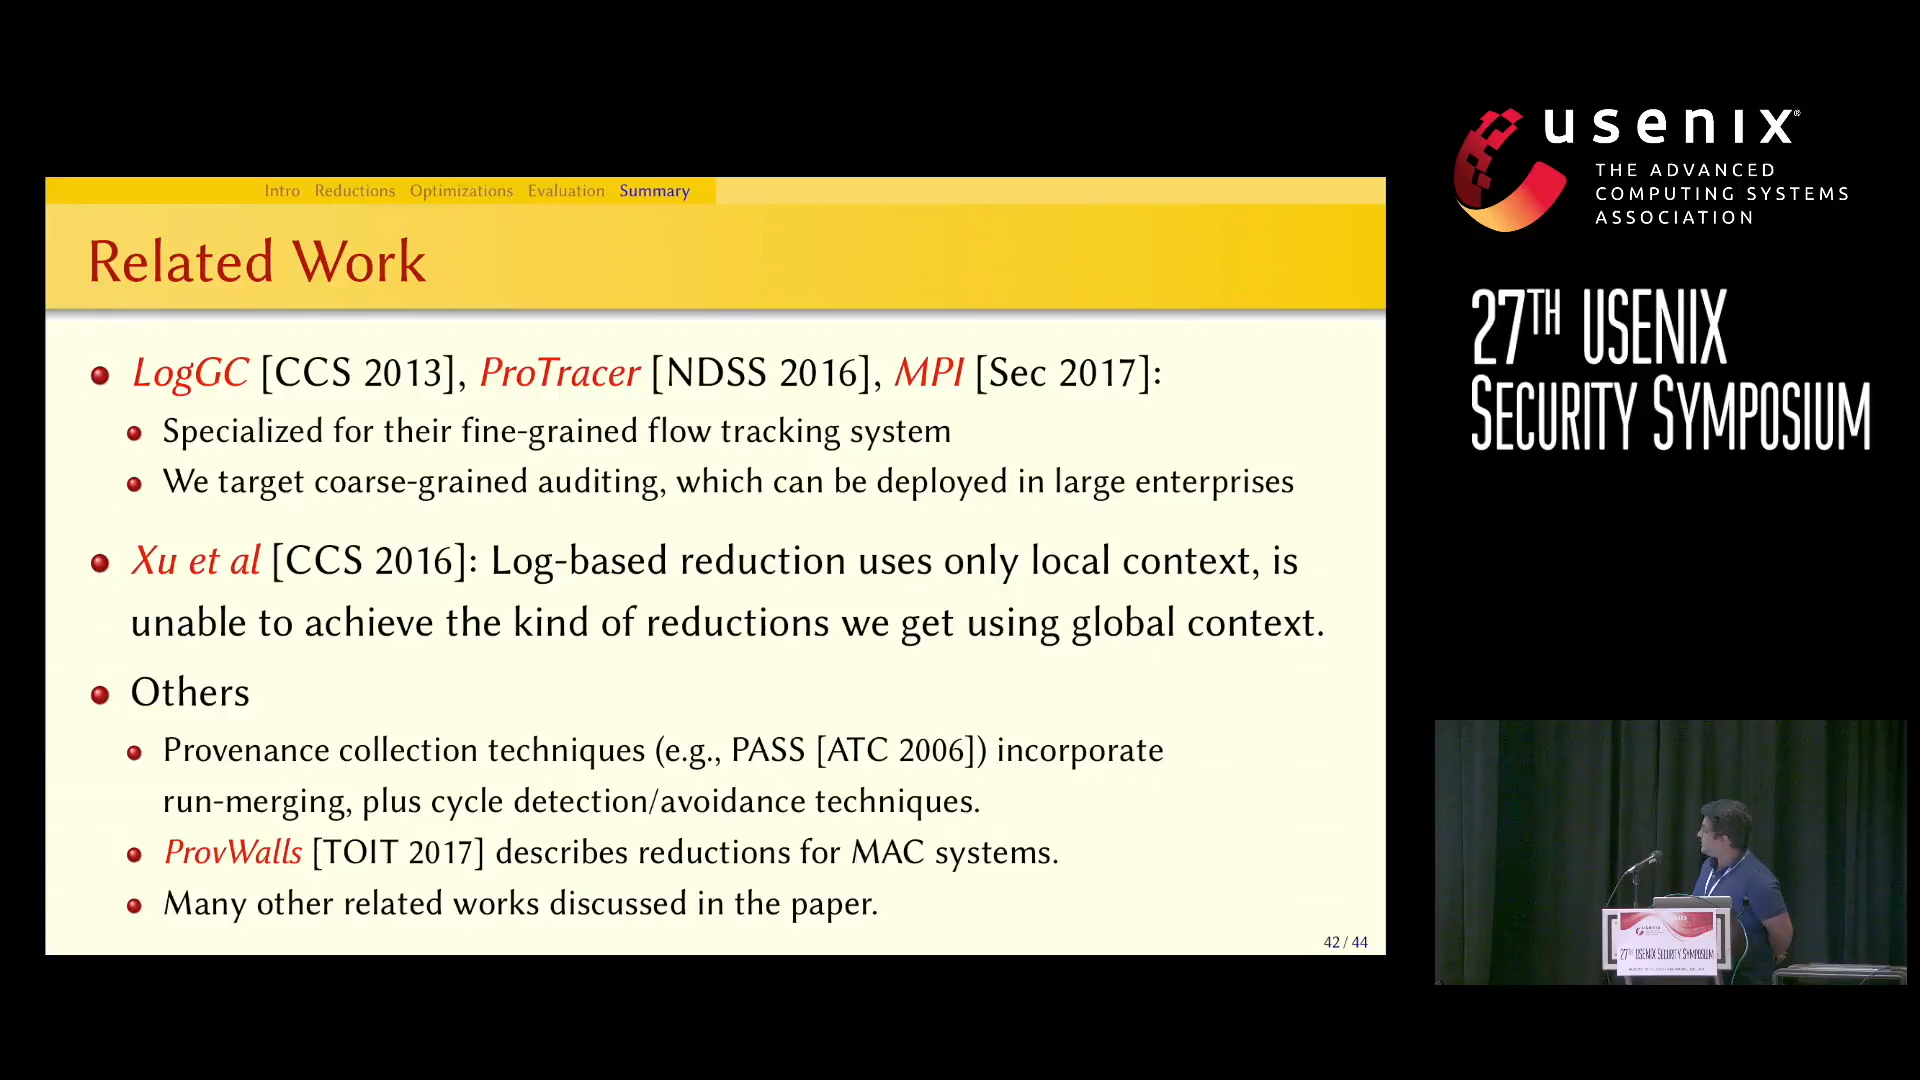 Intro Reductions Optimizations Evaluation Summary
Related Work
LogGC [CCS 2013], ProTracer [NDSS 2016], MPI [Sec 2017]:
Specialized for their fine-grained flow tracking system
We target coarse-grained auditing, which can be deployed in large enterprises
Xu et al [CCS 2016]: Log-based reduction uses only local context, is
unable to achieve the kind of reductions we get using global context.
Others
Provenance collection techniques (e.g., PASS [ATC 2006]) incorporate
run-merging, plus cycle detection/avoidance techniques.
ProvWalls [TOIT 2017] describes reductions for MAC systems.
Many other related works discussed in the paper.
42 / 44
usenix®
THE ADVANCED
COMPUTING SYSTEMS
ASSOCIATION
27TH USENIX
SECURITY SYMPOSIUM
usenix
27TH USENIX SECURITY SYMPOSIUM